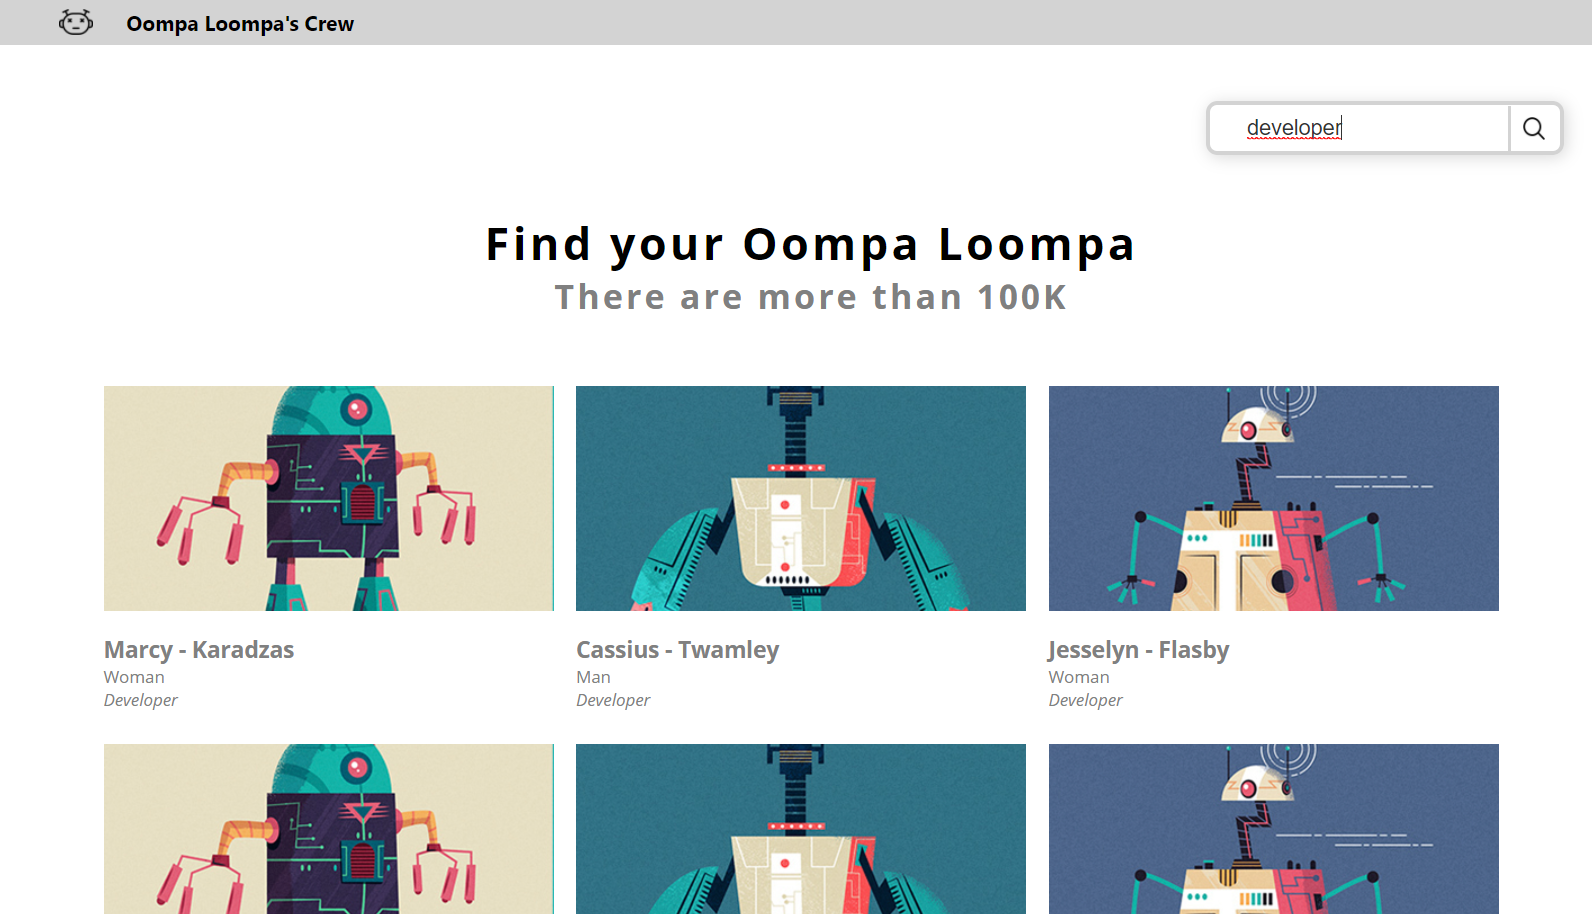 Oompa Loompa's Crew
developer
Find your Oompa Loompa
There are more than 100K
Marcy - Karadzas
Woman
Developer
Cassius - Twamley
Man
Developer
Jesselyn - Flasby
Woman
Developer